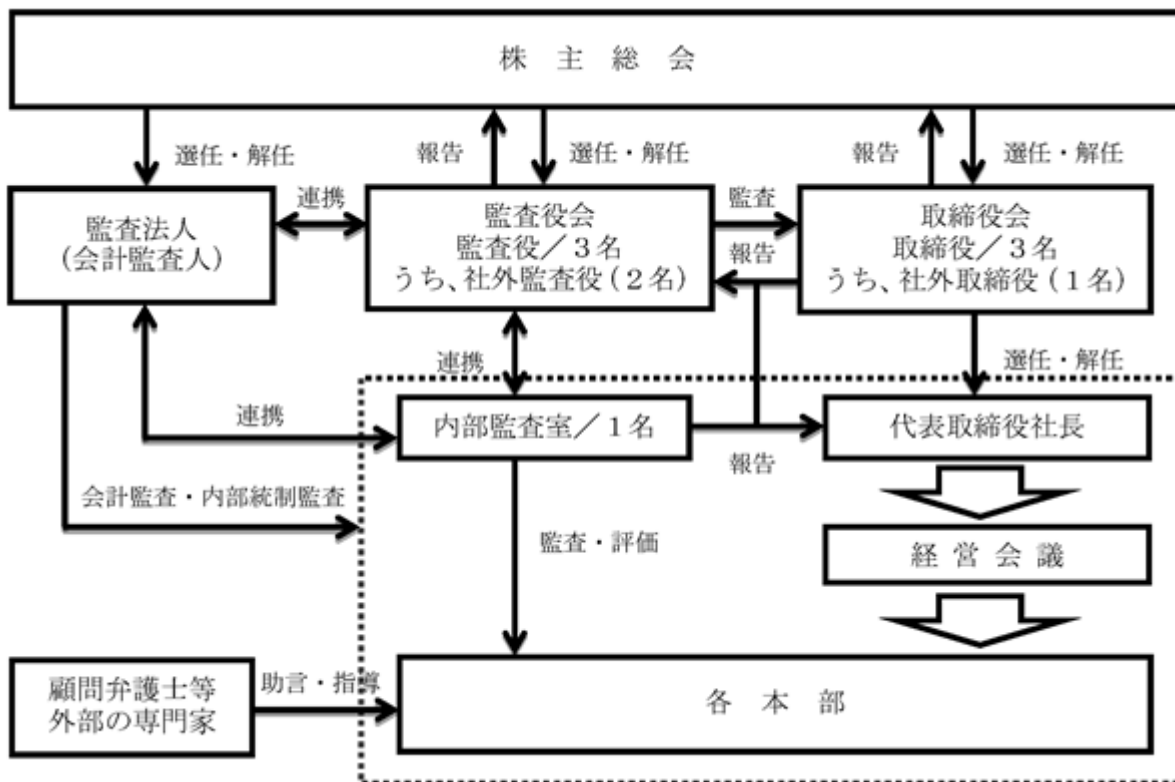 株主総会
選任・解任
報告
選任・解任
報告
選任・解任
監査法人
(会計監査人)
連携
監査役会
監査役／３名
うち、社外監査役(２名)
監査
報告
取締役会
取締役／３名
うち、社外取締役(１名)
連携
選任・解任
連携
内部監査室／１名
報告
代表取締役社長
会計監査・内部統制監査
監査・評価
経営会議
顧問弁護士等
外部の専門家
助言・指導
各本部